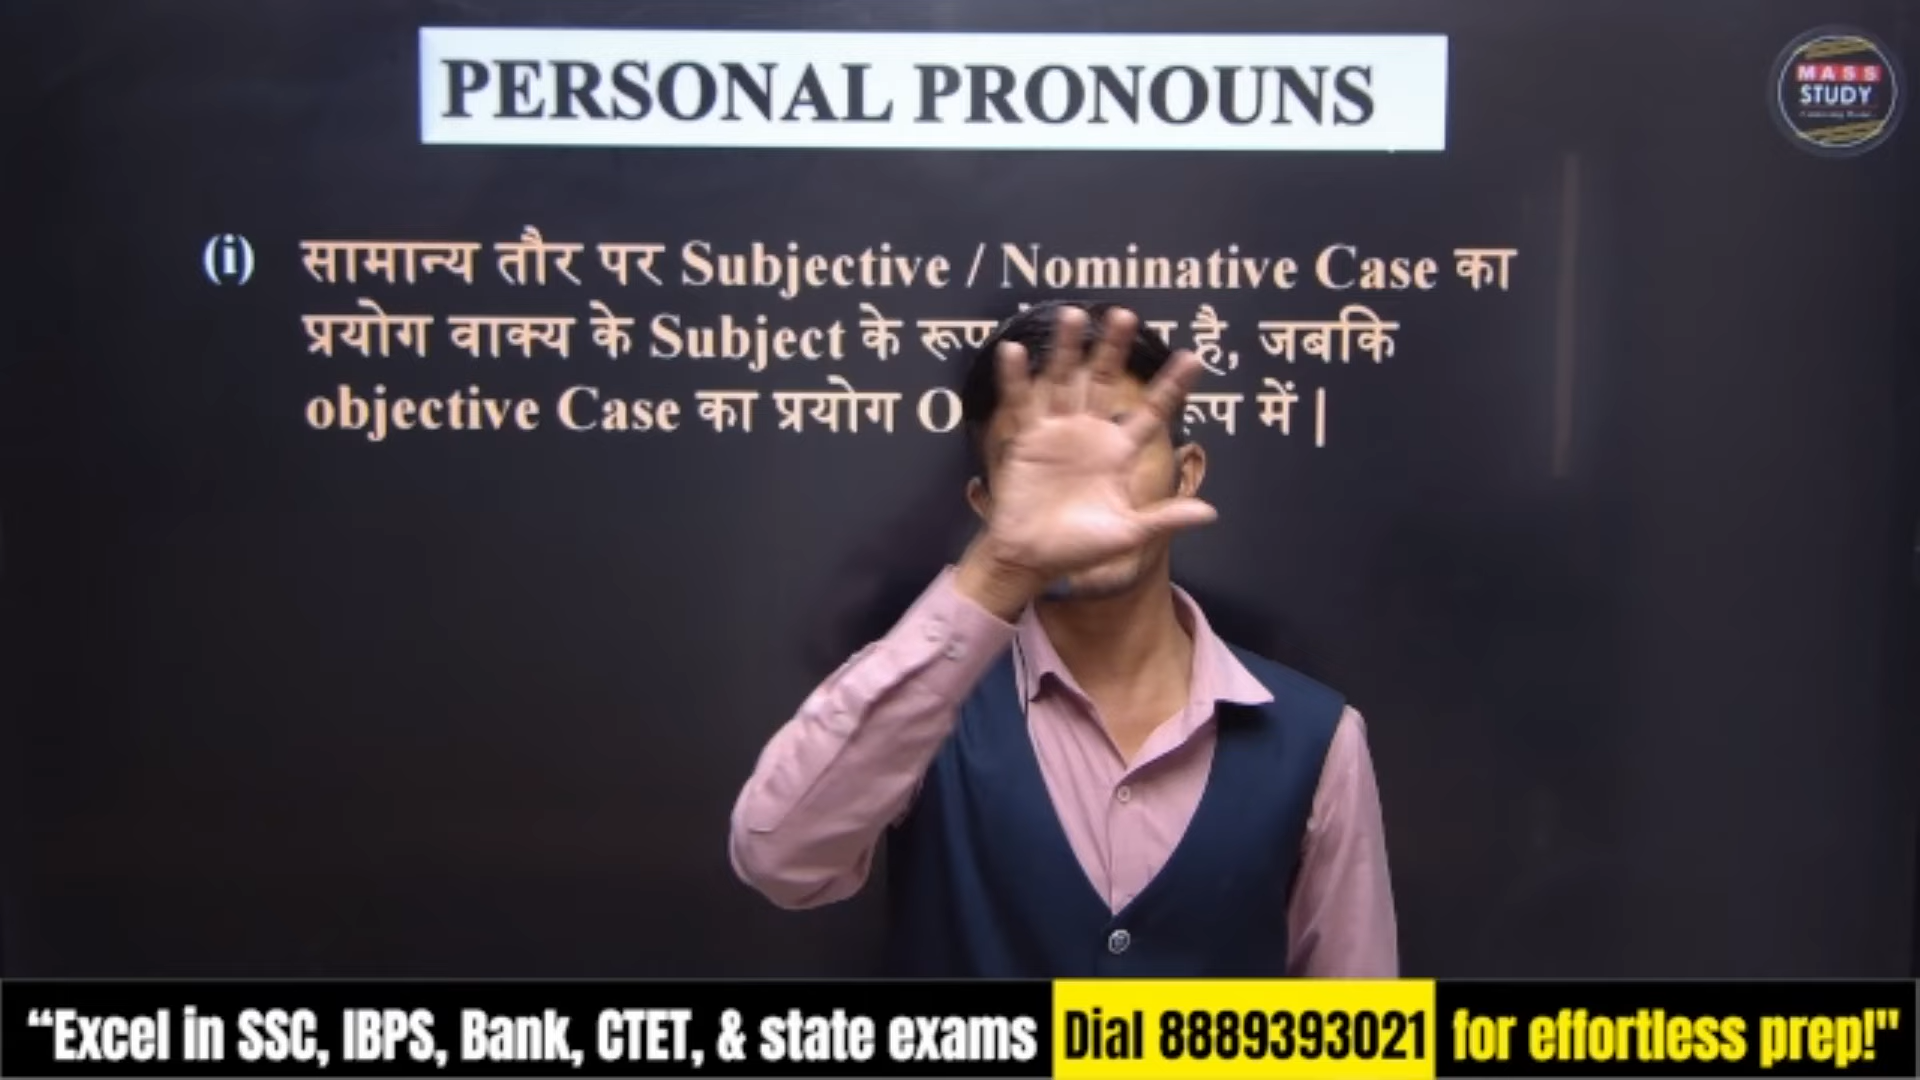 PERSONAL PRONOUNS
MASS
STUDY
(i) सामान्य तौर पर Subjective / Nominative Case का
प्रयोग वाक्य के Subject के है, जबकि
objective Case का प्रयोग में |
“Excel in SSC, IBPS, Bank, CTET, & state exams Dial 8889393021 for effortless prep!"